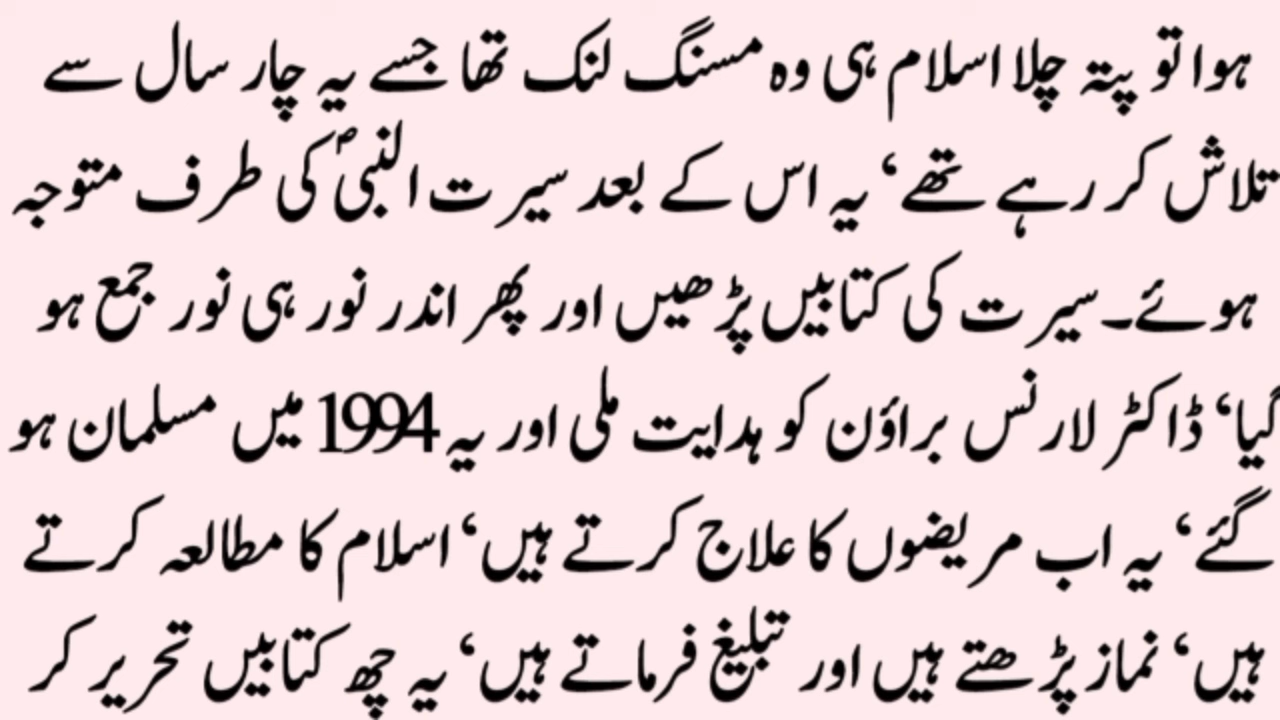 ہوا تو پتہ چلا اسلام ہی وہ مسنگ لنک تھا جسے یہ چار سال سے
تلاش کر رہے تھے‘ یہ اس کے بعد سیرت النبیؐ کی طرف متوجہ
ہوئے۔ سیرت کی کتابیں پڑھیں اور پھر اندر نور ہی نور جمع ہو
گیا‘ ڈاکٹر لارنس براؤن کو ہدایت ملی اور یہ 1994 میں مسلمان ہو
گئے‘ یہ اب مریضوں کا علاج کرتے ہیں‘ اسلام کا مطالعہ کرتے
ہیں‘ نماز پڑھتے ہیں اور تبلیغ فرماتے ہیں‘ یہ چھ کتابیں تحریر کر